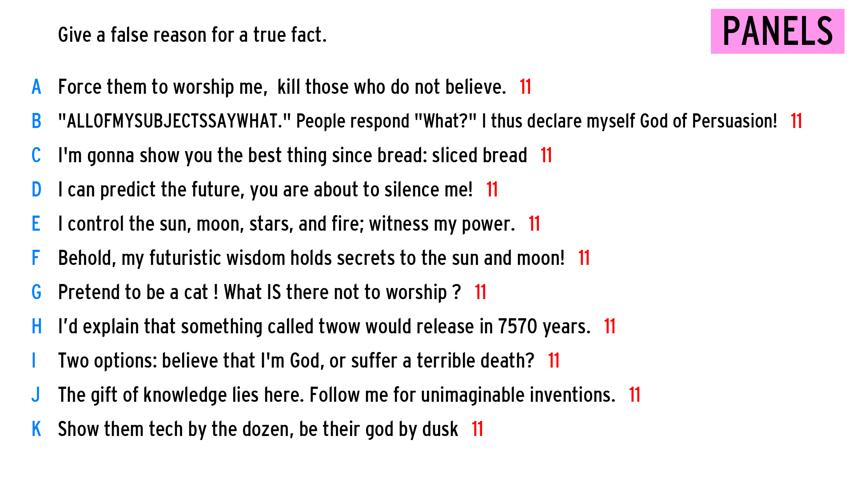 Give a false reason for a true fact.
PANELS
A Force them to worship me, kill those who do not believe. 11
B "ALLOFMYSUBJECTSSAYWHAT." People respond "What?" I thus declare myself God of Persuasion! 11
C I'm gonna show you the best thing since bread: sliced bread 11
D I can predict the future, you are about to silence me! 11
E I control the sun, moon, stars, and fire; witness my power. 11
F Behold, my futuristic wisdom holds secrets to the sun and moon! 11
G Pretend to be a cat ! What IS there not to worship ? 11
H I’d explain that something called twow would release in 7570 years. 11
I Two options: believe that I'm God, or suffer a terrible death? 11
J The gift of knowledge lies here. Follow me for unimaginable inventions. 11
K Show them tech by the dozen, be their god by dusk 11